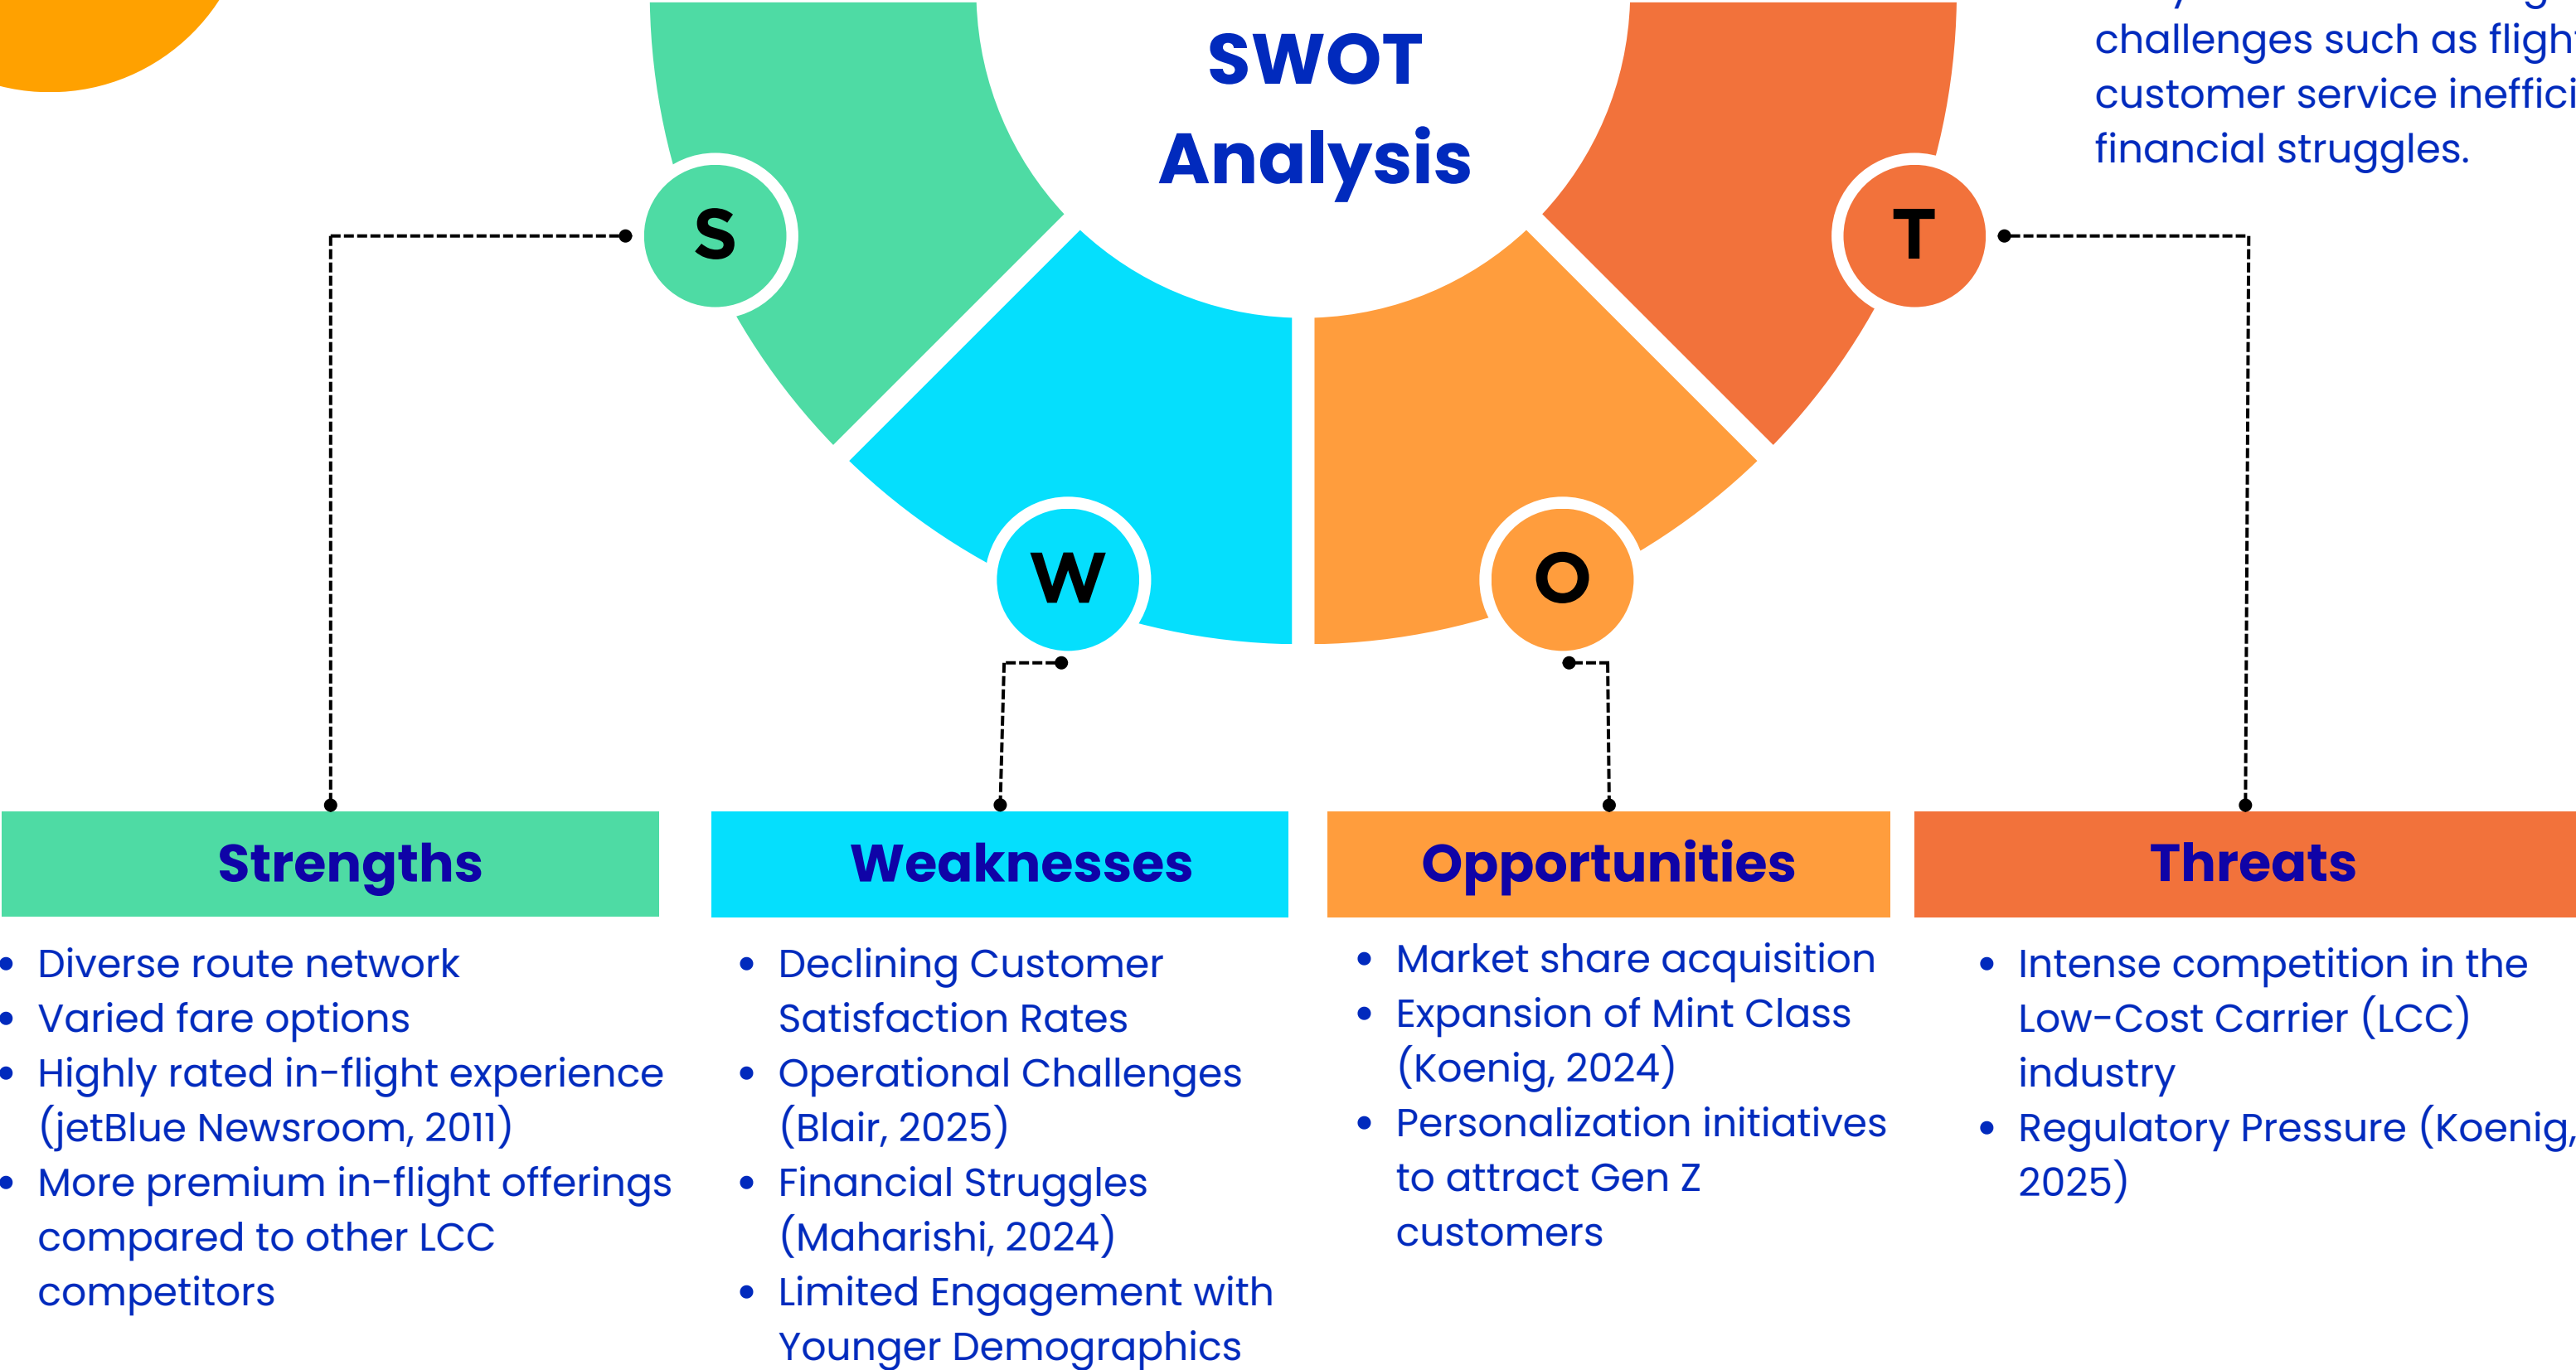 SWOT
Analysis
challenges such as
customer service
financial struggles.
S
T
W
O
Strengths
• Diverse route network
• Varied fare options
• Highly rated in-flight experience
(jetBlue Newsroom, 2011)
• More premium in-flight offerings
compared to other LCC
competitors
Weaknesses
• Declining Customer
Satisfaction Rates
• Operational Challenges
(Blair, 2025)
• Financial Struggles
(Maharishi, 2024)
• Limited Engagement with
Younger Demographics
Opportunities
• Market share acquisition
• Expansion of Mint Class
(Koenig, 2024)
• Personalization initiatives
to attract Gen Z
customers
Threats
• Intense competition in the
Low-Cost Carrier (LCC)
industry
• Regulatory Pressure (Koenig,
2025)